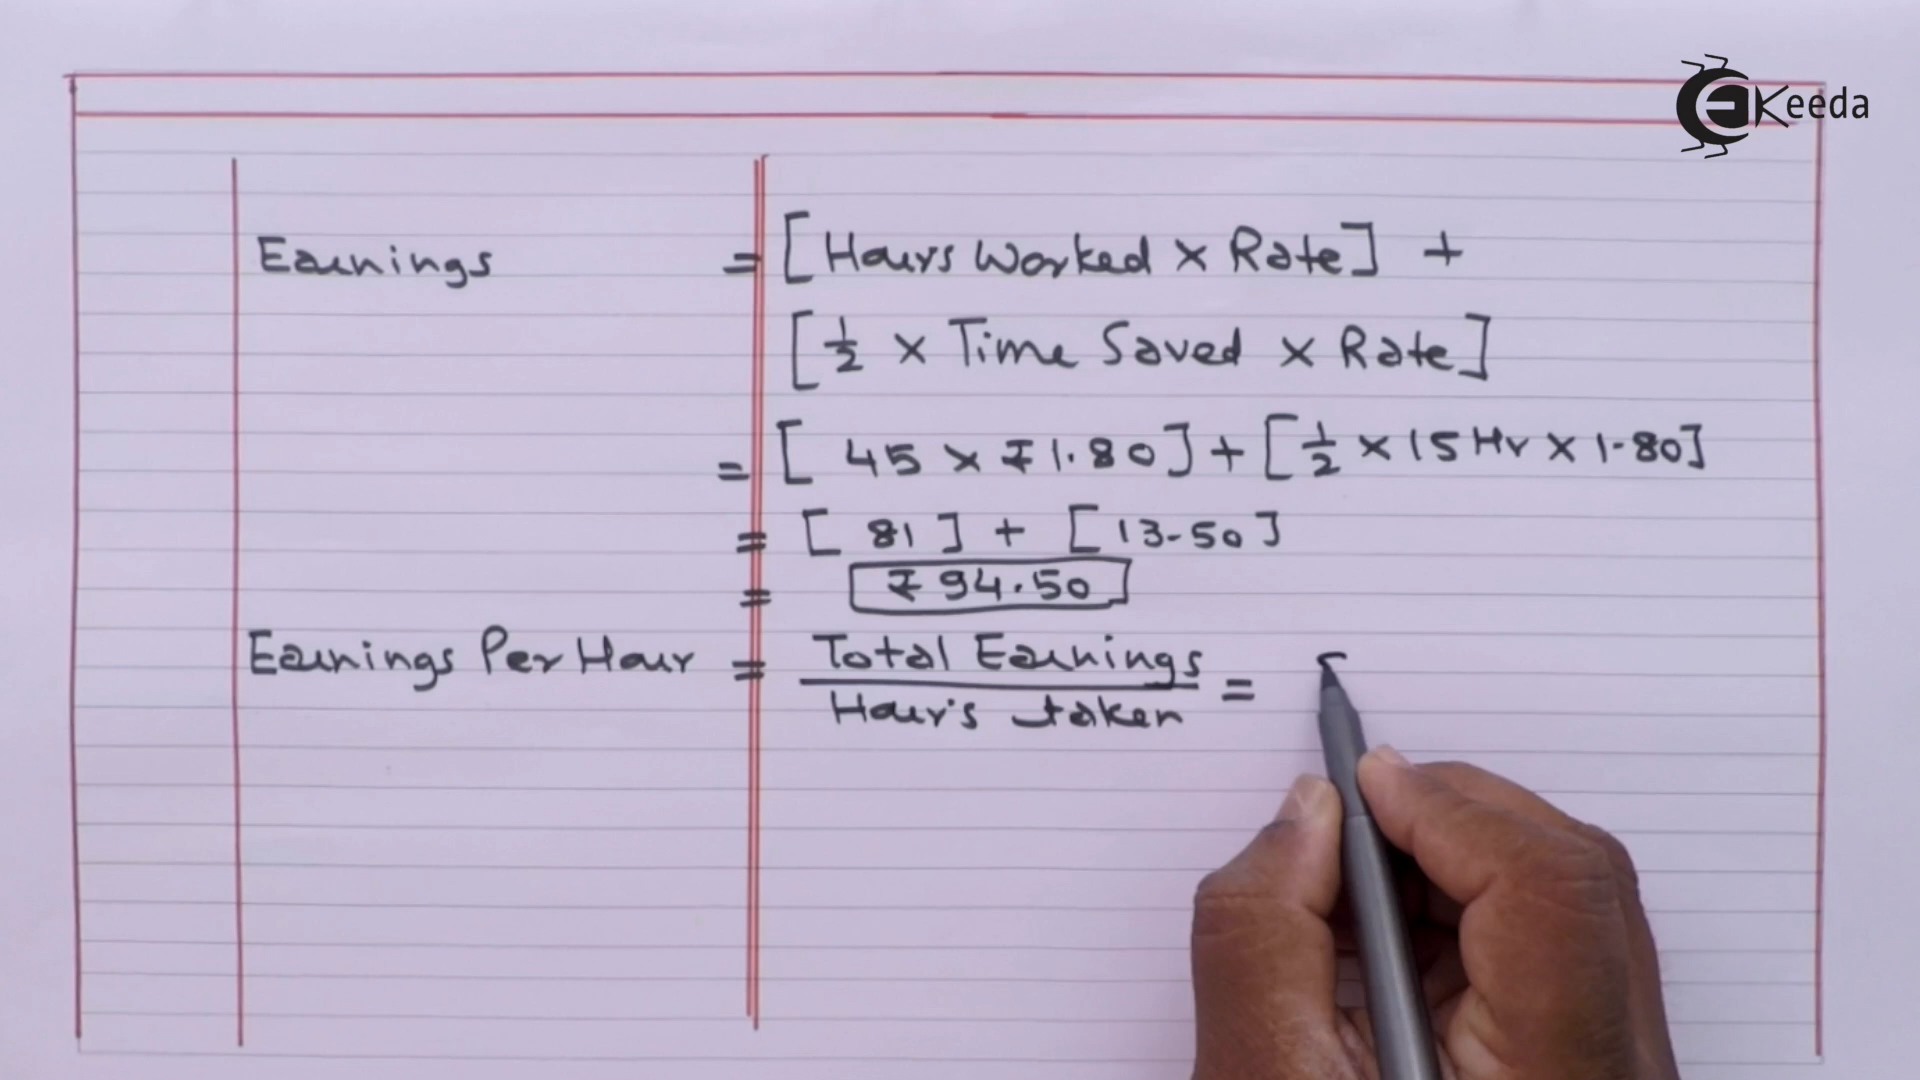 EKeeda
Earnings = [Hours Worked × Rate] +
[½ × Time Saved × Rate]
= [ 45 × ₹1.80] + [½ × 15 Hr × 1.80]
= [ 81 ] + [13.50]
= ₹94.50
Earnings Per Hour = Total Earnings =
Hour's taken